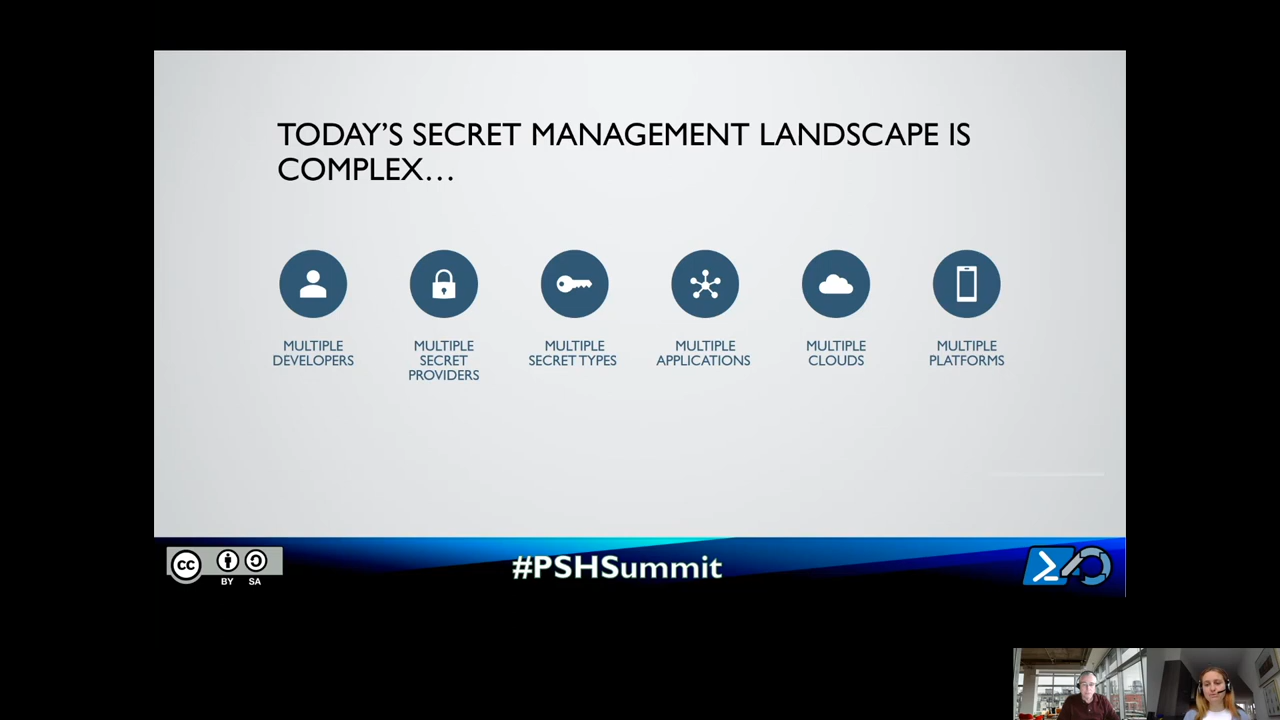 TODAY'S SECRET MANAGEMENT LANDSCAPE IS
COMPLEX...
MULTIPLE
DEVELOPERS
MULTIPLE
SECRET
PROVIDERS
MULTIPLE
SECRET TYPES
MULTIPLE
APPLICATIONS
MULTIPLE
CLOUDS
MULTIPLE
PLATFORMS
cc
BY SA
#PSHSummit